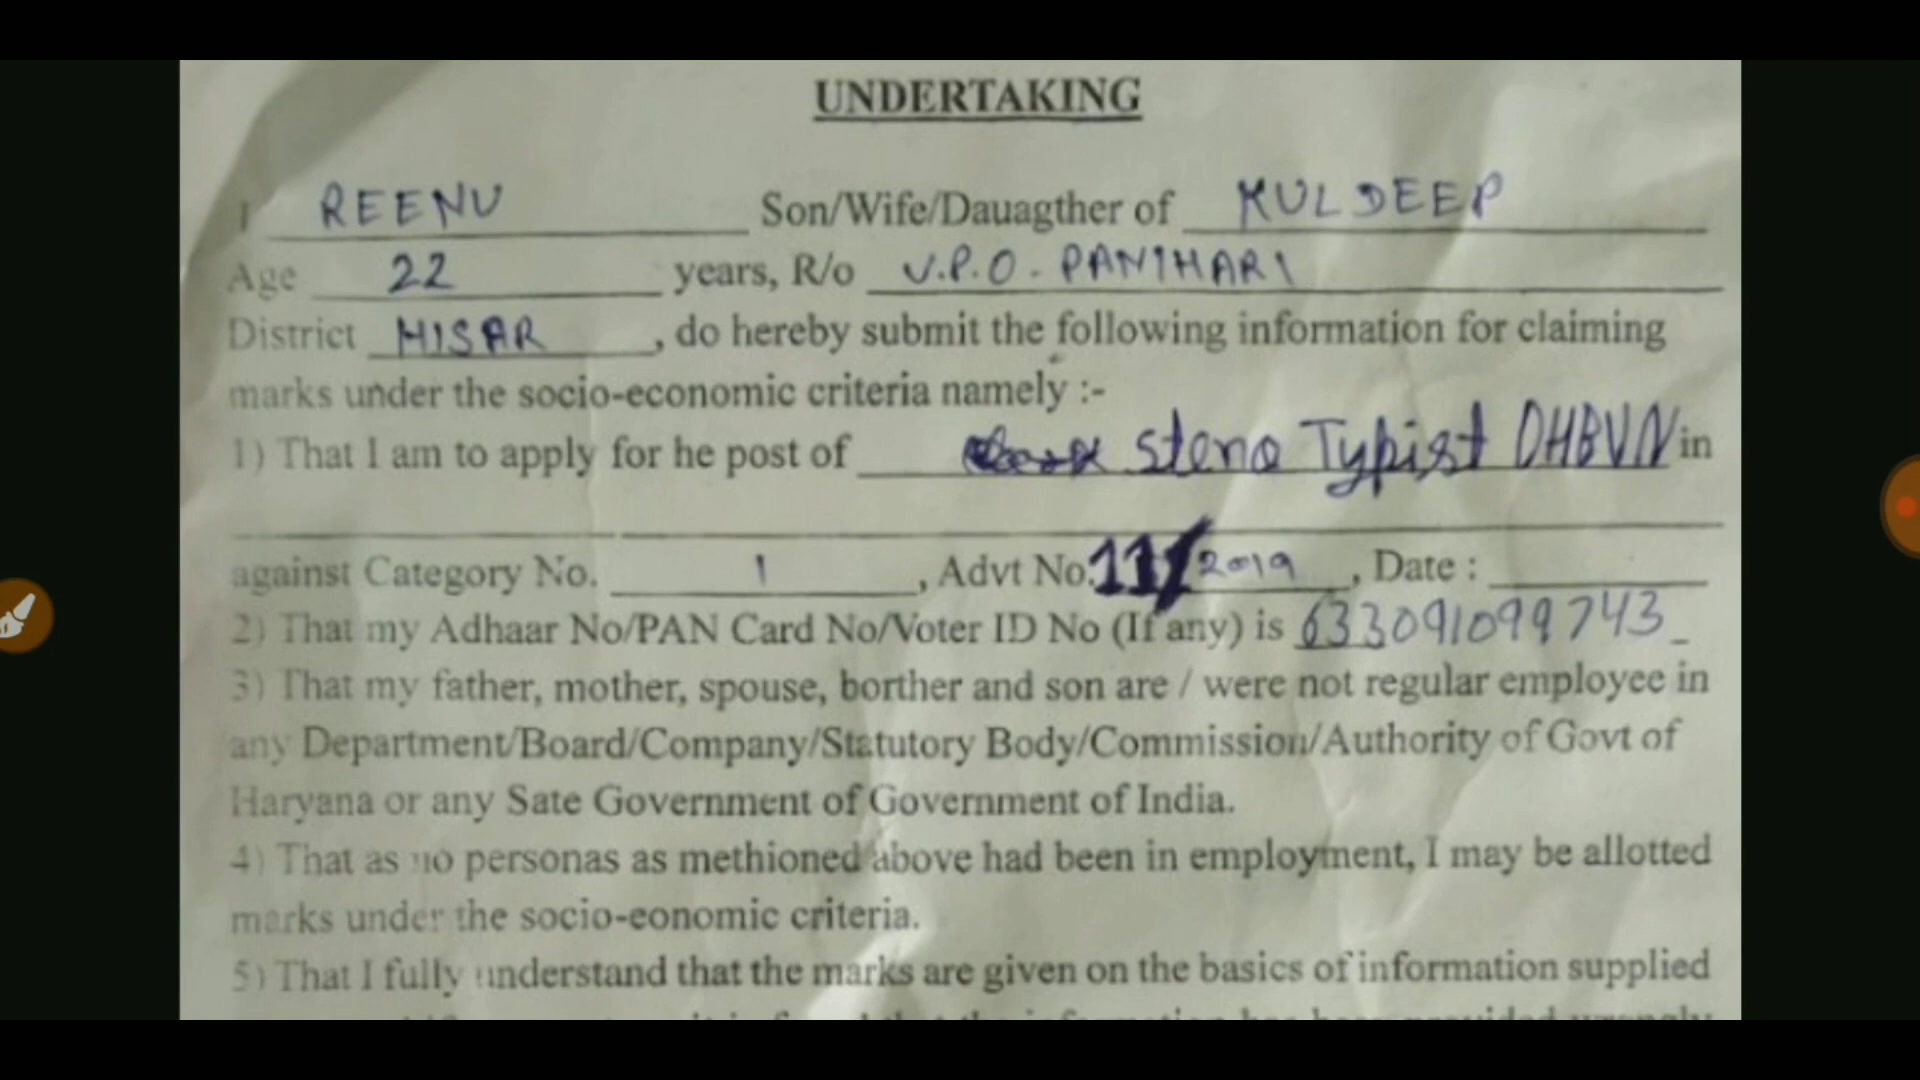 UNDERTAKING
I REENU Son/Wife/Dauagther of KULDEEP
Age 22 years, R/o V.P.O - PANIHARI
District HISAR, do hereby submit the following information for claiming
marks under the socio-economic criteria namely :-
1) That I am to apply for he post of Steno Typist DHBVN in
against Category No. 1, Advt No. 11/2019, Date :
2) That my Adhaar No/PAN Card No/Voter ID No (If any) is 633091099743
3) That my father, mother, spouse, borther and son are / were not regular employee in
any Department/Board/Company/Statutory Body/Commission/Authority of Govt of
Haryana or any Sate Government of Government of India.
4) That as no personas as methioned above had been in employment, I may be allotted
marks under the socio-eonomic criteria.
5) That I fully understand that the marks are given on the basics of information supplied